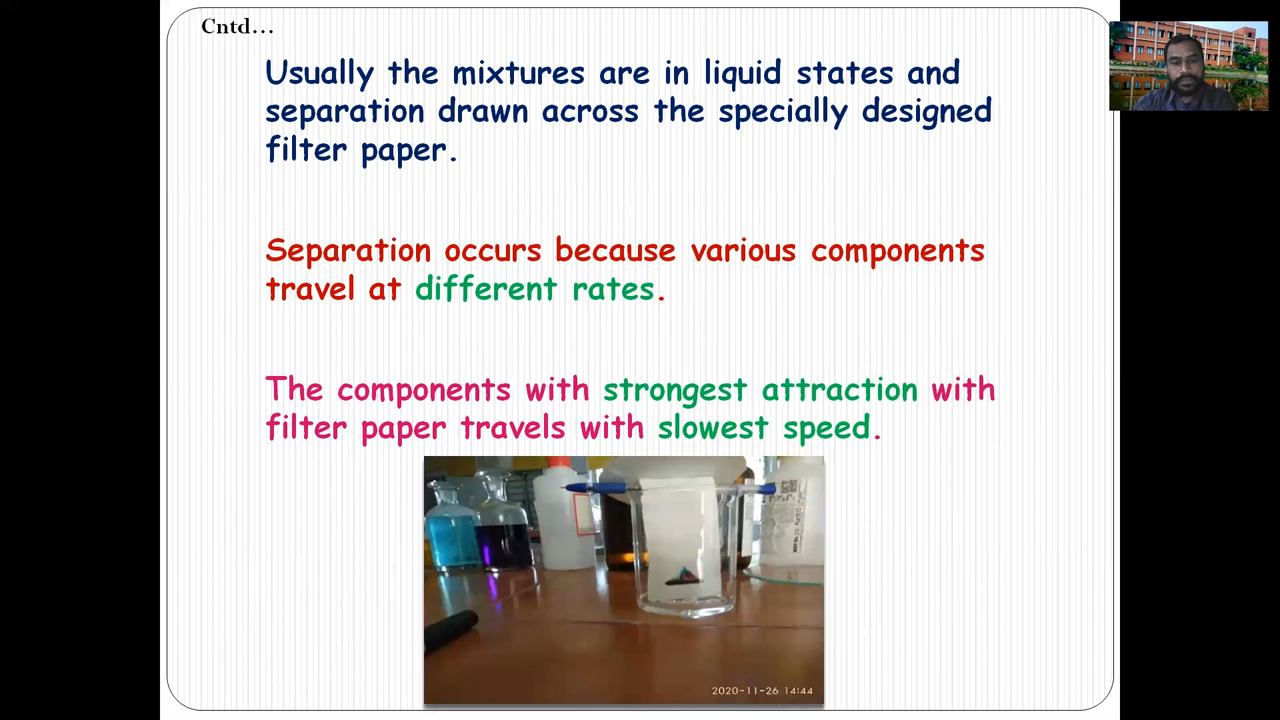 Cntd...
Usually the mixtures are in liquid states and
separation drawn across the specially designed
filter paper.
Separation occurs because various components
travel at different rates.
The components with strongest attraction with
filter paper travels with slowest speed.
2020-11-26 14:44